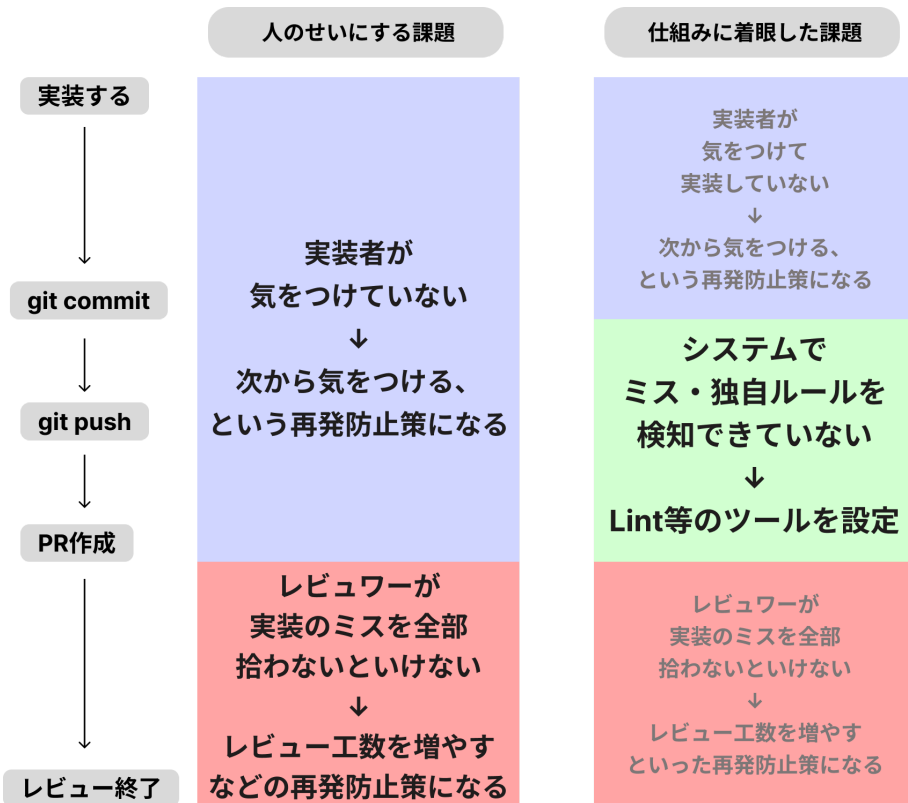 人のせいにする課題
仕組みに着眼した課題
実装する
git commit
git push
PR作成
レビュー終了
実装者が
気をつけていない
↓
次から気をつける、
という再発防止策になる
レビュワーが
実装のミスを全部
拾わないといけない
↓
レビュー工数を増やす
などの再発防止策になる
実装者が
気をつけて
実装していない
↓
次から気をつける、
という再発防止策になる
システムで
ミス・独自ルールを
検知できていない
↓
Lint等のツールを設定
レビュワーが
実装のミスを全部
拾わないといけない
↓
レビュー工数を増やす
といった再発防止策になる